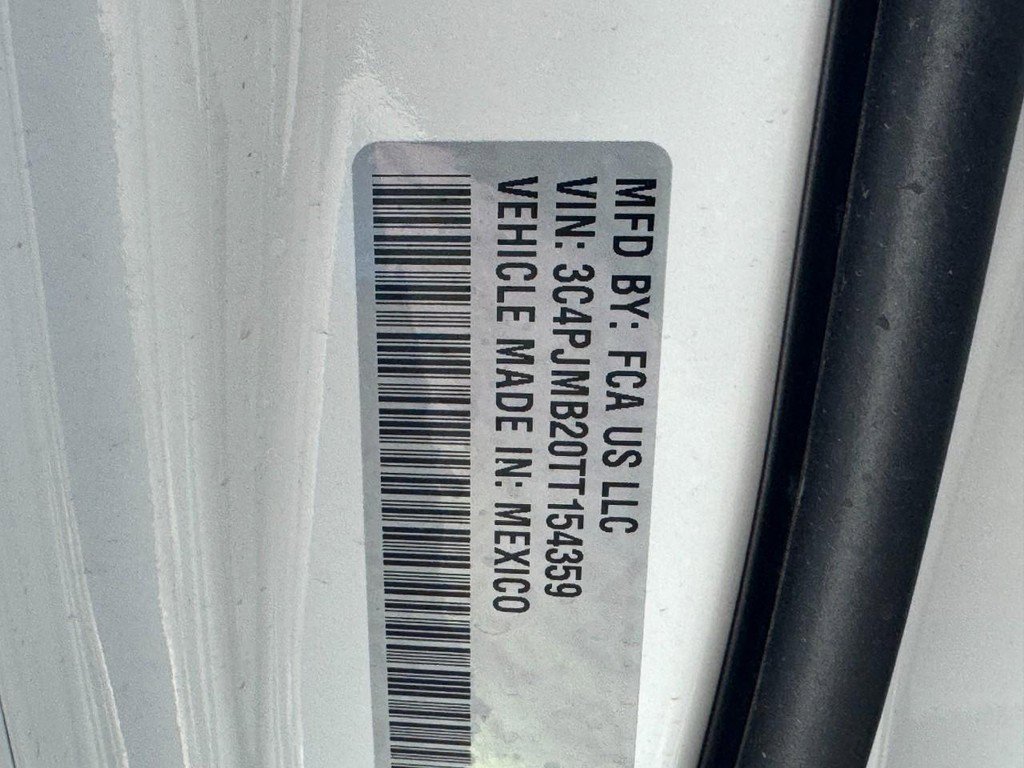 MFD BY: FCA US LLC
VIN: 3C4PJMB20TT154359
VEHICLE MADE IN: MEXICO